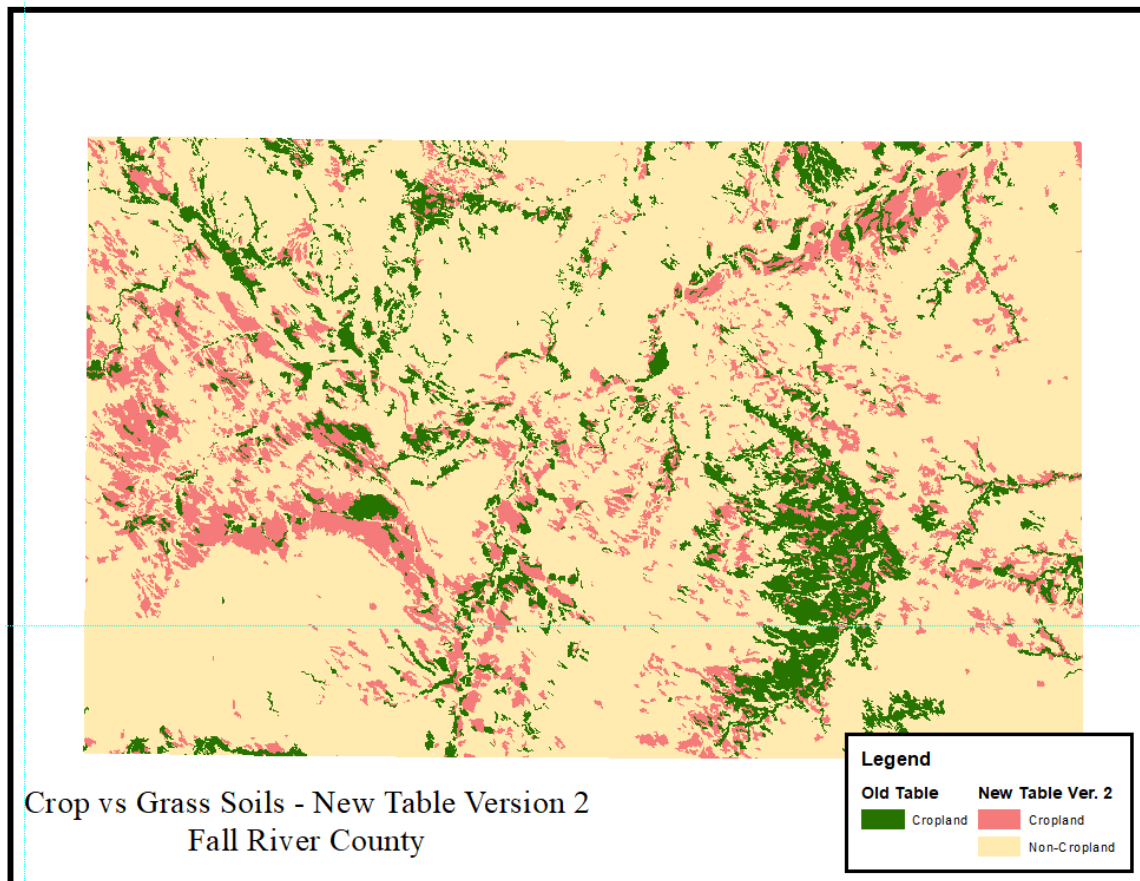 Crop vs Grass Soils - New Table Version 2
Fall River County
Legend
Old Table New Table Ver. 2
Cropland Cropland
Non-Cropland